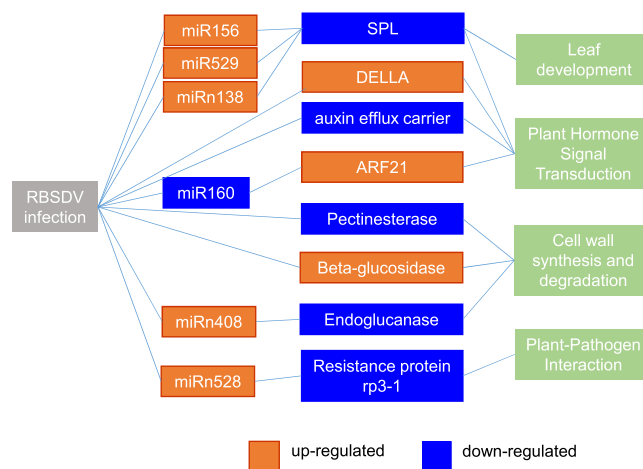 RBSDV
infection
miR156
miR529
miRn138
miR160
miRn408
miRn528
SPL
DELLA
auxin efflux carrier
ARF21
Pectinesterase
Beta-glucosidase
Endoglucanase
Resistance protein
rp3-1
Leaf
development
Plant Hormone
Signal
Transduction
Cell wall
synthesis and
degradation
Plant-Pathogen
Interaction
up-regulated
down-regulated